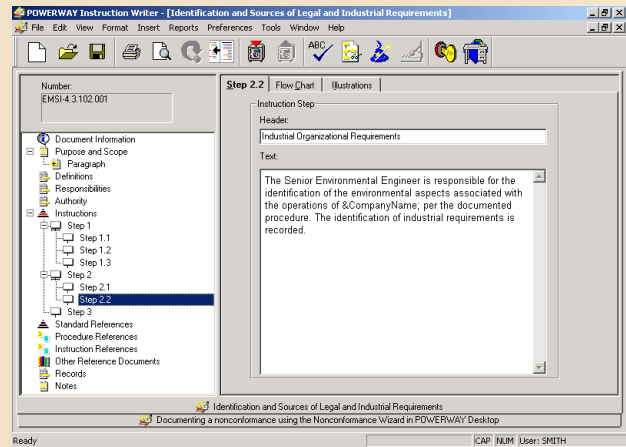 POWERWAY Instruction Writer - [Identification and Sources of Legal and Industrial Requirements]
File Edit View Format Insert Reports Preferences Tools Window Help
ABC
Number:
EMSI-4.3.102.001
Document Information
Purpose and Scope
Paragraph
Definitions
Responsibilities
Authority
Instructions
Step 1
Step 1.1
Step 1.2
Step 1.3
Step 2
Step 2.1
Step 2.2
Step 3
Standard References
Procedure References
Instruction References
Other Reference Documents
Records
Notes
Step 2.2 Flow Chart Illustrations
Instruction Step
Header:
Industrial Organizational Requirements
Text:
The Senior Environmental Engineer is responsible for the
identification of the environmental aspects associated with
the operations of &CompanyName; per the documented
procedure. The identification of industrial requirements is
recorded.
Identification and Sources of Legal and Industrial Requirements
Documenting a nonconformance using the Nonconformance Wizard in POWERWAY Desktop
Ready CAP NUM User: SMITH